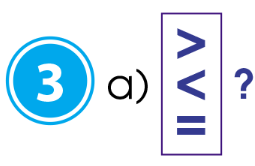 3 a) > < = ?